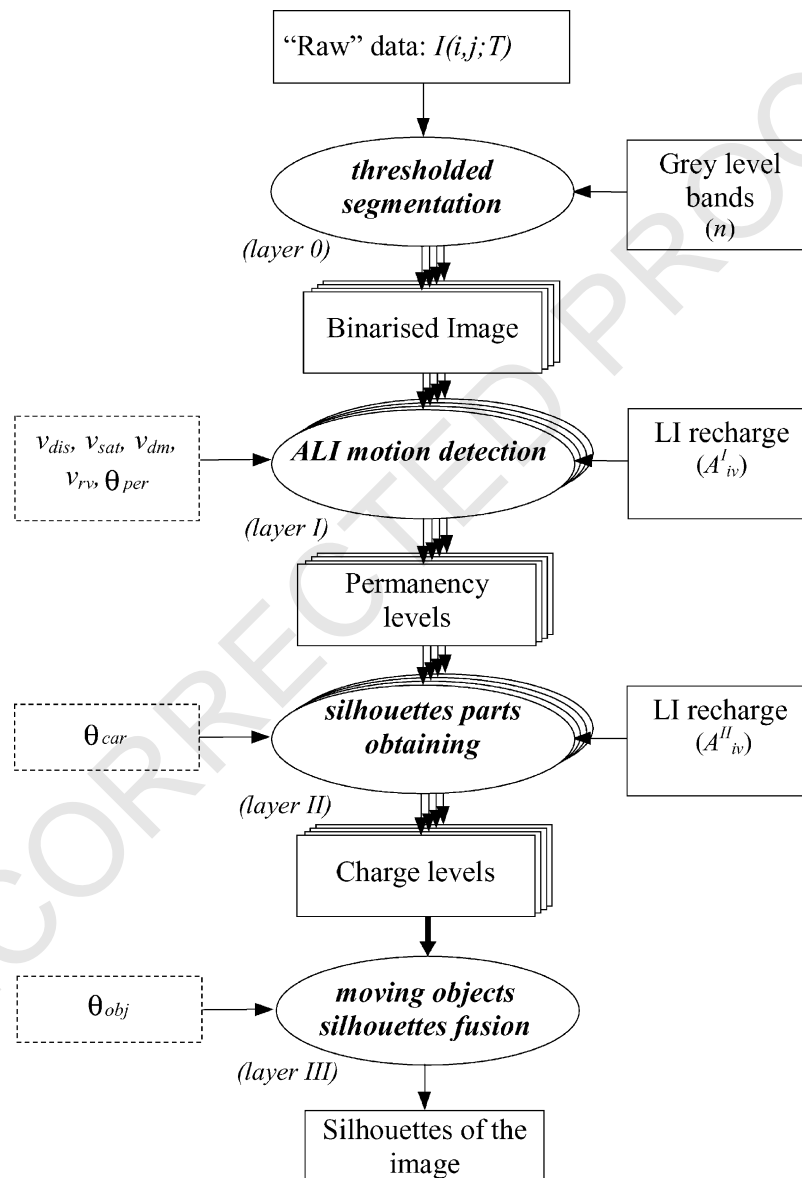 “Raw” data: I(i,j;T)
thresholded
segmentation
Grey level
bands
(n)
(layer 0)
Binarised Image
v_dis, v_sat, v_dm,
v_rv, θ_per
ALI motion detection
LI recharge
(A^I_iv)
(layer I)
Permanency
levels
θ_car
silhouettes parts
obtaining
LI recharge
(A^II_iv)
(layer II)
Charge levels
θ_obj
moving objects
silhouettes fusion
(layer III)
Silhouettes of the
image
CORRECTED PROO